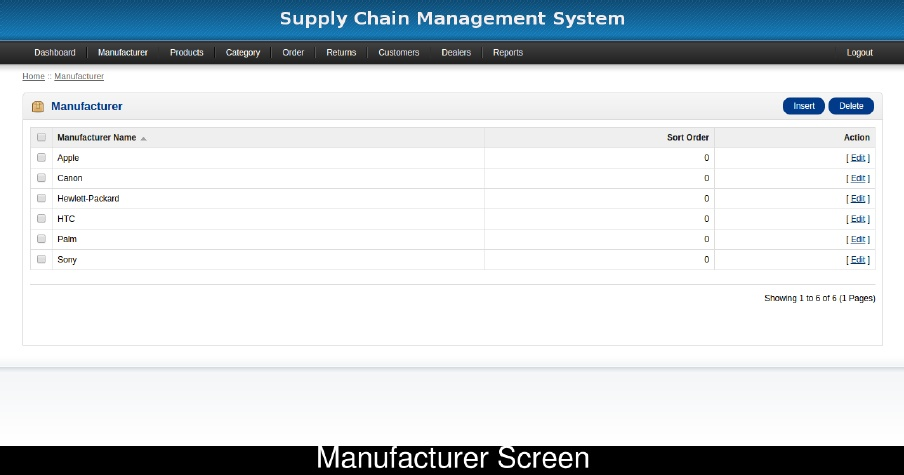 Supply Chain Management System
Dashboard Manufacturer Products Category Order Returns Customers Dealers Reports Logout
Home :: Manufacturer
Manufacturer Insert Delete
Manufacturer Name Sort Order Action
Apple 0 [ Edit ]
Canon 0 [ Edit ]
Hewlett-Packard 0 [ Edit ]
HTC 0 [ Edit ]
Palm 0 [ Edit ]
Sony 0 [ Edit ]
Showing 1 to 6 of 6 (1 Pages)
Manufacturer Screen